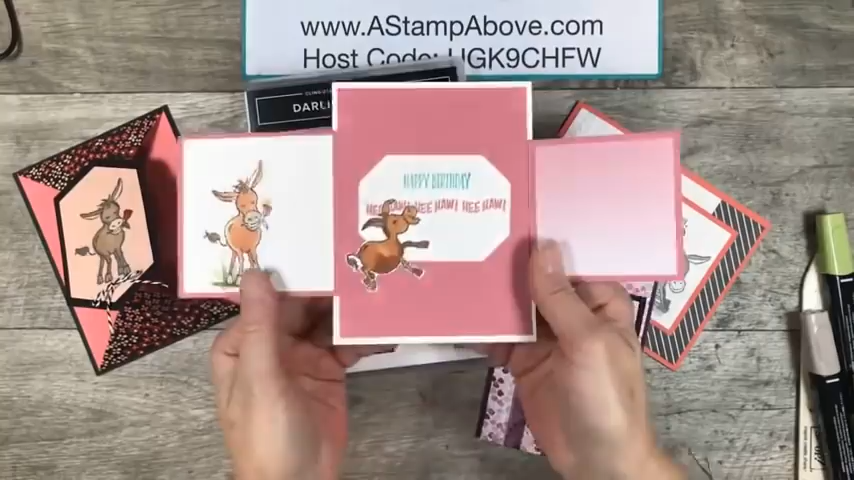 www.AStampAbove.com
Host Code: UGK9CHFW
DARLI
HAPPY BIRTHDAY
HEE HAW! HEE HAW! HEE HAW!